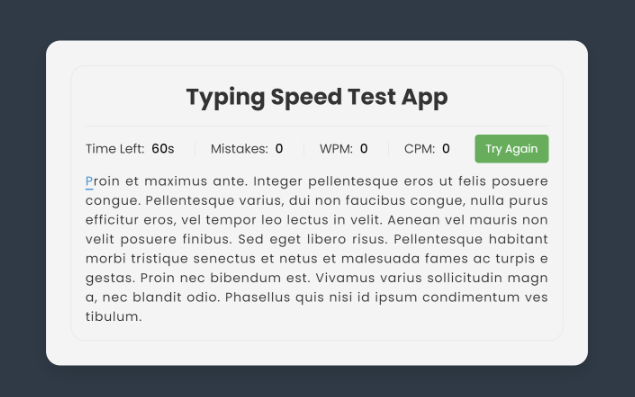 Typing Speed Test App
Time Left: 60s Mistakes: 0 WPM: 0 CPM: 0 Try Again
Proin et maximus ante. Integer pellentesque eros ut felis posuere
congue. Pellentesque varius, dui non faucibus congue, nulla purus
efficitur eros, vel tempor leo lectus in velit. Aenean vel mauris non
velit posuere finibus. Sed eget libero risus. Pellentesque habitant
morbi tristique senectus et netus et malesuada fames ac turpis e
gestas. Proin nec bibendum est. Vivamus varius sollicitudin magn
a, nec blandit odio. Phasellus quis nisi id ipsum condimentum ves
tibulum.